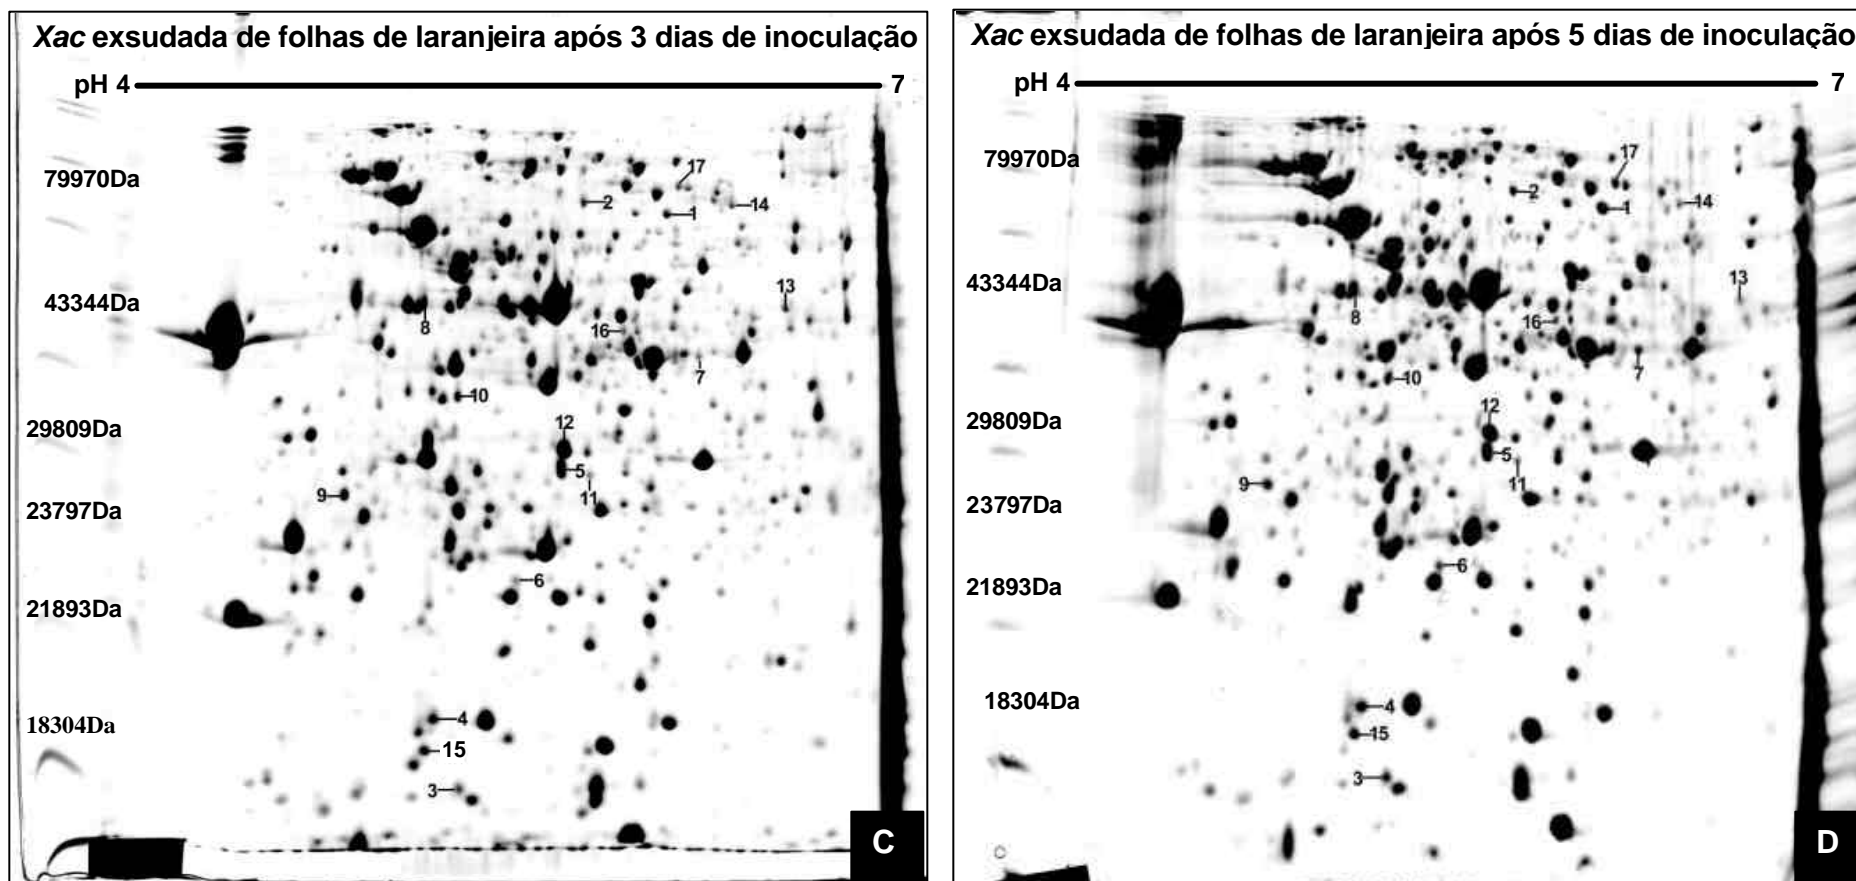 Xac exsudada de folhas de laranjeira após 3 dias de inoculação
pH 4
7
79970Da
43344Da
29809Da
23797Da
21893Da
18304Da
17
2
1
14
13
8
16
7
10
12
5
9
11
6
4
15
3
C
Xac exsudada de folhas de laranjeira após 5 dias de inoculação
pH 4
7
79970Da
43344Da
29809Da
23797Da
21893Da
18304Da
17
2
1
14
13
8
16
7
10
12
5
9
11
6
4
15
3
D